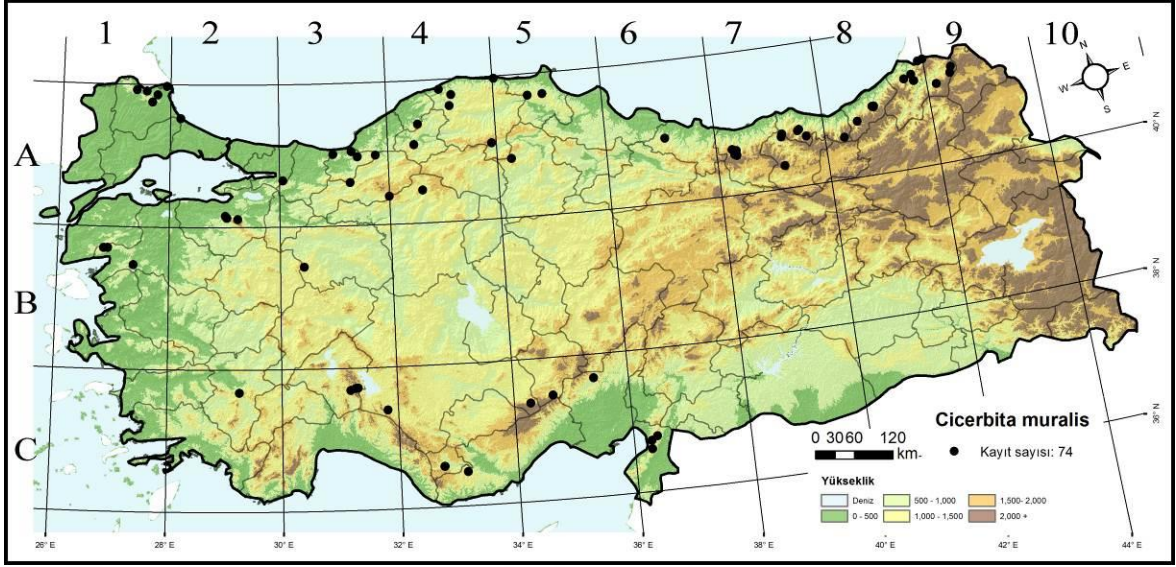 1 2 3 4 5 6 7 8 9 10
N
W E
S
A
B
C
40° N
38° N
36° N
Cicerbita muralis
0 3060 120
km
Kayıt sayısı: 74
Yükseklik
Deniz
500 - 1,000
1,500- 2,000
0 - 500
1,000 - 1,500
2,000 +
26° E 28° E 30° E 32° E 34° E 36° E 38° E 40° E 42° E 44° E